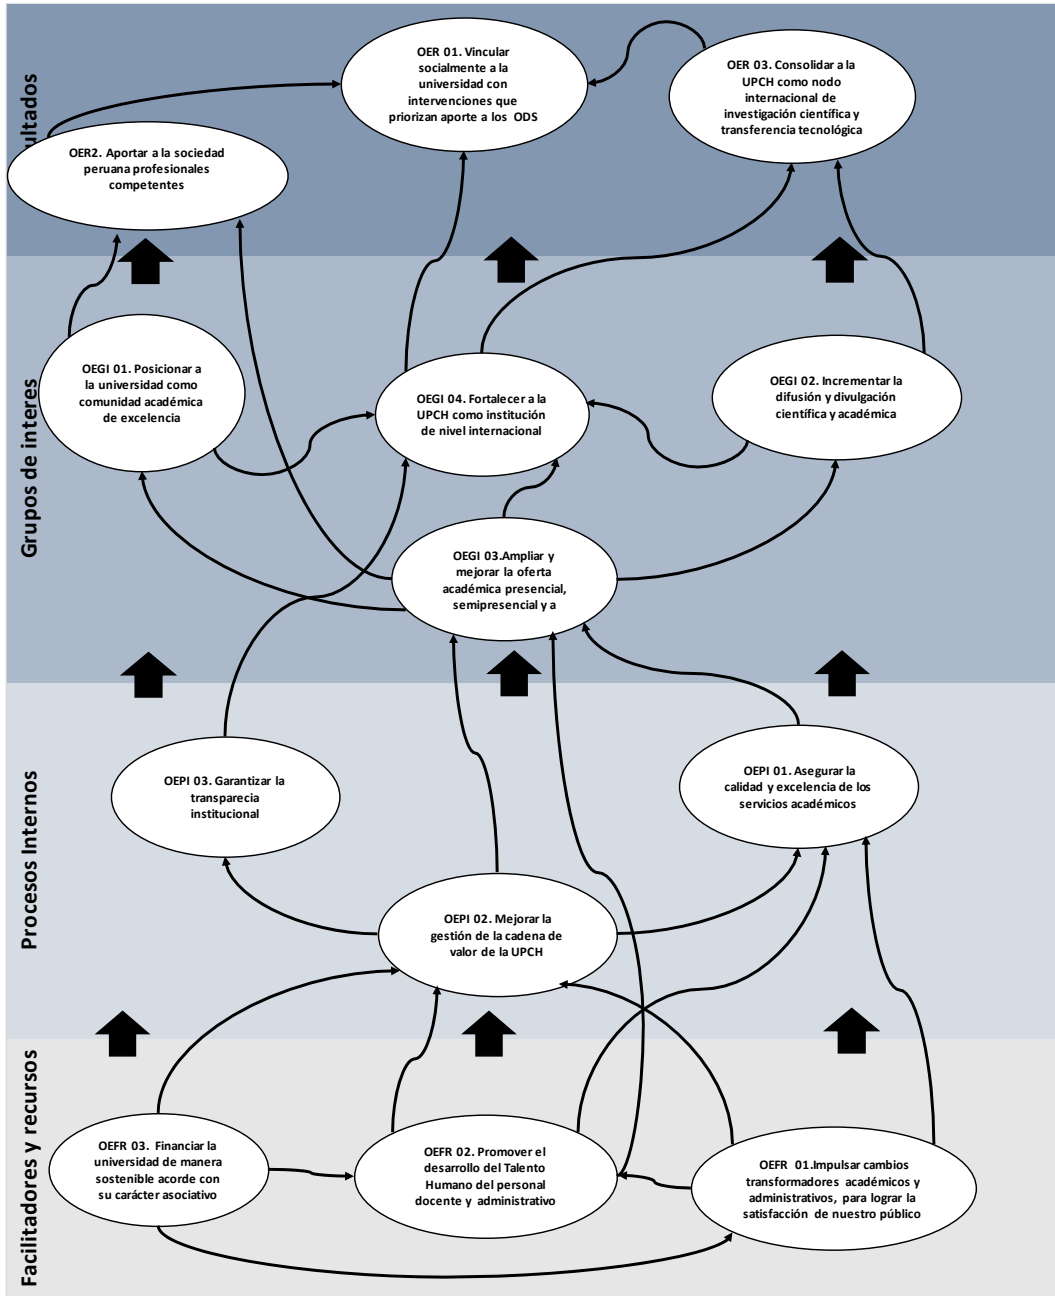 OER 01. Vincular
socialmente a la
universidad con
intervenciones que
priorizan aporte a los ODS
OER 03. Consolidar a la
UPCH como nodo
internacional de
investigación científica y
transferencia tecnológica
ultados
OER2. Aportar a la sociedad
peruana profesionales
competentes
Grupos de interes
OEGI 01. Posicionar a
la universidad como
comunidad académica
de excelencia
OEGI 04. Fortalecer a la
UPCH como institución
de nivel internacional
OEGI 02. Incrementar la
difusión y divulgación
científica y académica
OEGI 03.Ampliar y
mejorar la oferta
académica presencial,
semipresencial y a
Procesos Internos
OEPI 03. Garantizar la
transparecia
institucional
OEPI 01. Asegurar la
calidad y excelencia de los
servicios académicos
OEPI 02. Mejorar la
gestión de la cadena de
valor de la UPCH
Facilitadores y recursos
OEFR 03. Financiar la
universidad de manera
sostenible acorde con
su carácter asociativo
OEFR 02. Promover el
desarrollo del Talento
Humano del personal
docente y administrativo
OEFR 01.Impulsar cambios
transformadores académicos y
administrativos, para lograr la
satisfacción de nuestro público